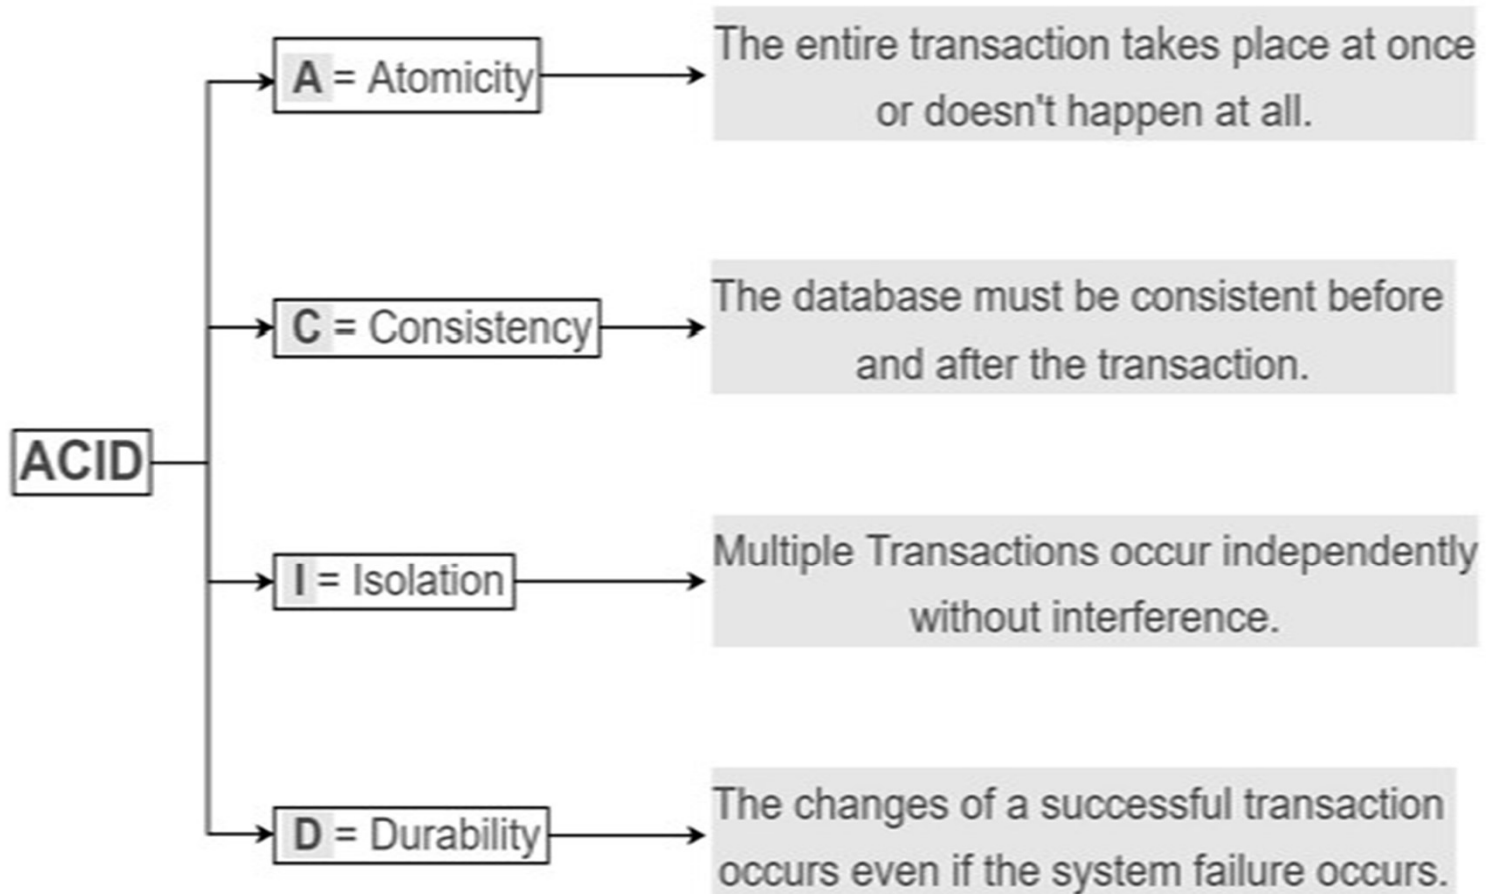 A = Atomicity
The entire transaction takes place at once
or doesn't happen at all.
C = Consistency
The database must be consistent before
and after the transaction.
ACID
I = Isolation
Multiple Transactions occur independently
without interference.
D = Durability
The changes of a successful transaction
occurs even if the system failure occurs.